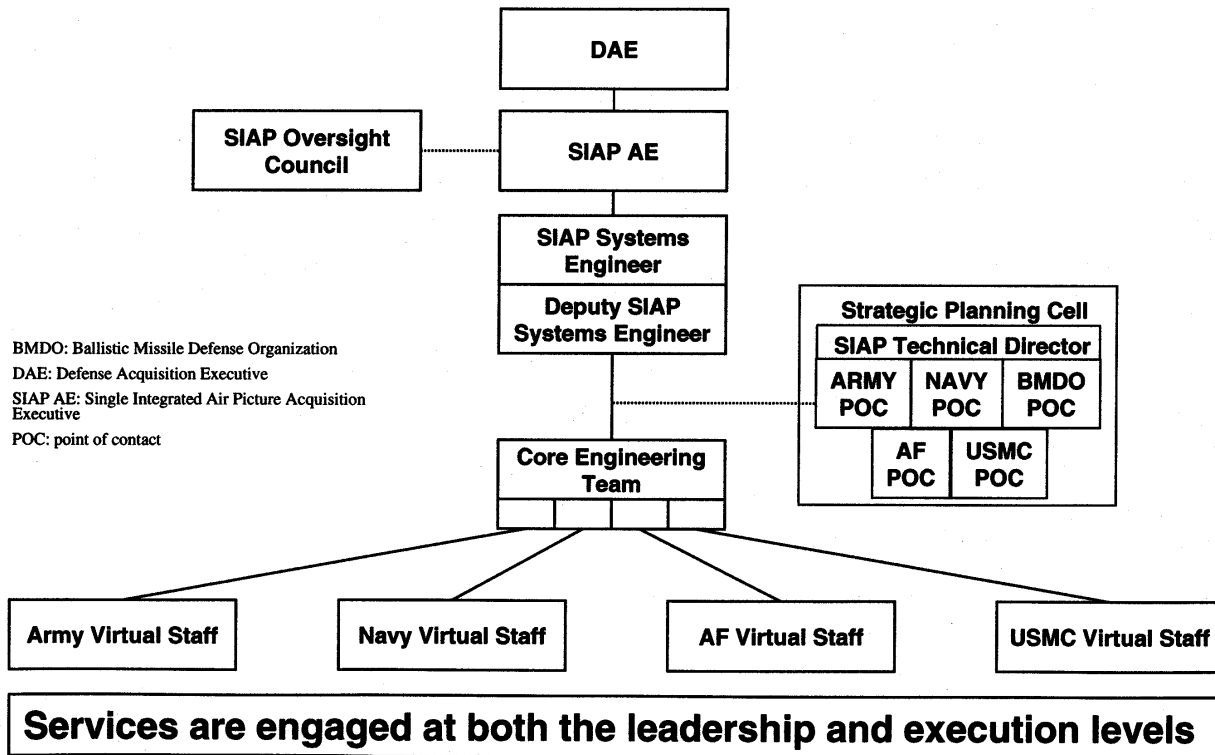 DAE
SIAP Oversight
Council
SIAP AE
SIAP Systems
Engineer
Deputy SIAP
Systems Engineer
Strategic Planning Cell
SIAP Technical Director
ARMY
POC
NAVY
POC
BMDO
POC
AF
POC
USMC
POC
BMDO: Ballistic Missile Defense Organization
DAE: Defense Acquisition Executive
SIAP AE: Single Integrated Air Picture Acquisition
Executive
POC: point of contact
Core Engineering
Team
Army Virtual Staff
Navy Virtual Staff
AF Virtual Staff
USMC Virtual Staff
Services are engaged at both the leadership and execution levels